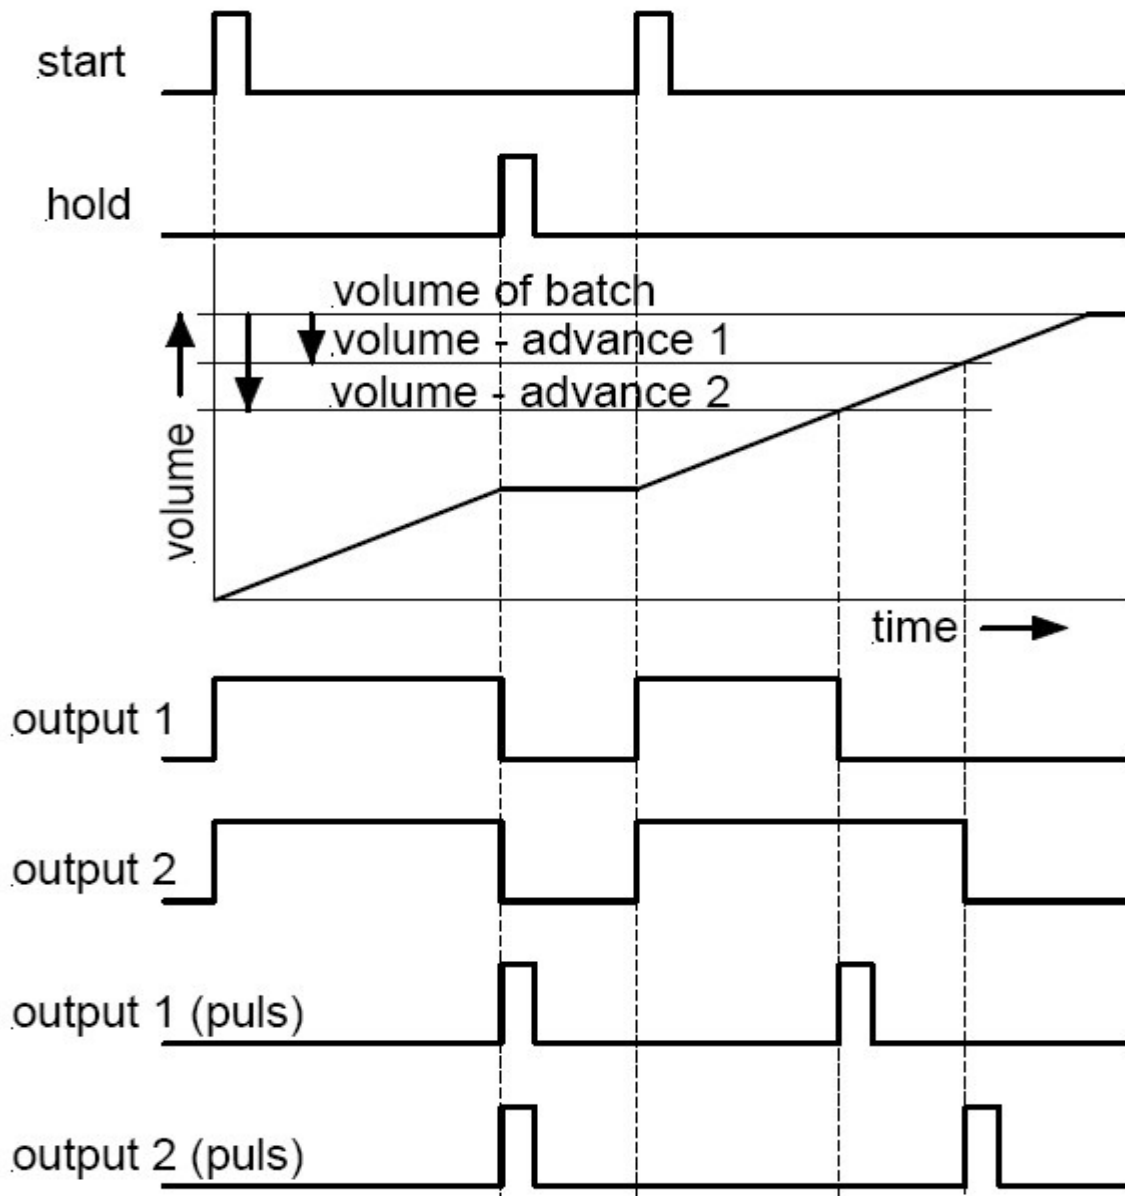 start
hold
volume of batch
volume - advance 1
volume - advance 2
volume
time
output 1
output 2
output 1 (puls)
output 2 (puls)